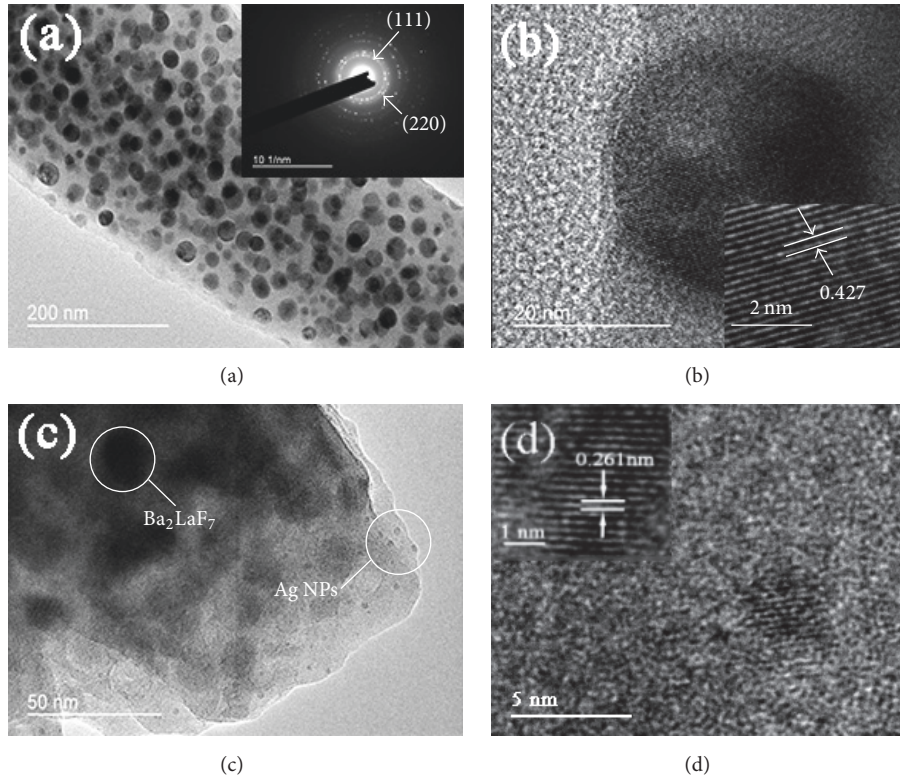 (a)
(111)
(220)
10 1/nm
200 nm
(a)
(b)
0.427
2 nm
20 nm
(b)
(c)
Ba₂LaF₇
Ag NPs
50 nm
(c)
(d)
0.261nm
1 nm
5 nm
(d)